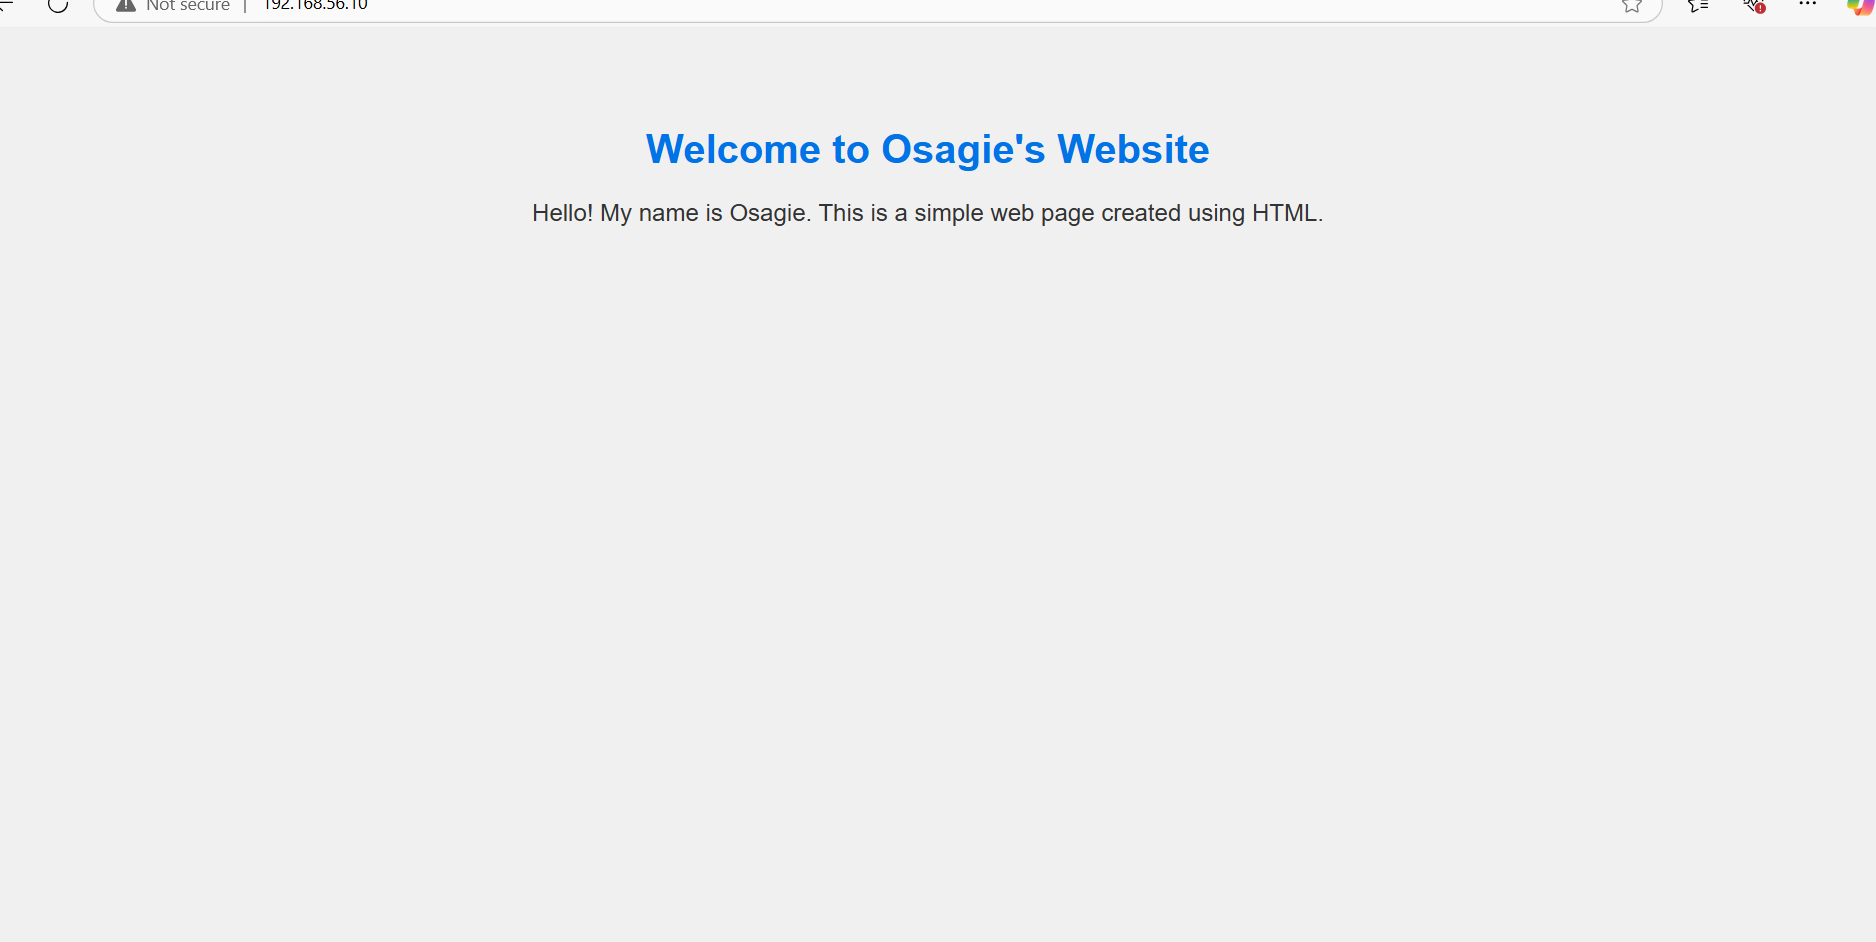 Not secure | 192.168.56.10
Welcome to Osagie's Website
Hello! My name is Osagie. This is a simple web page created using HTML.